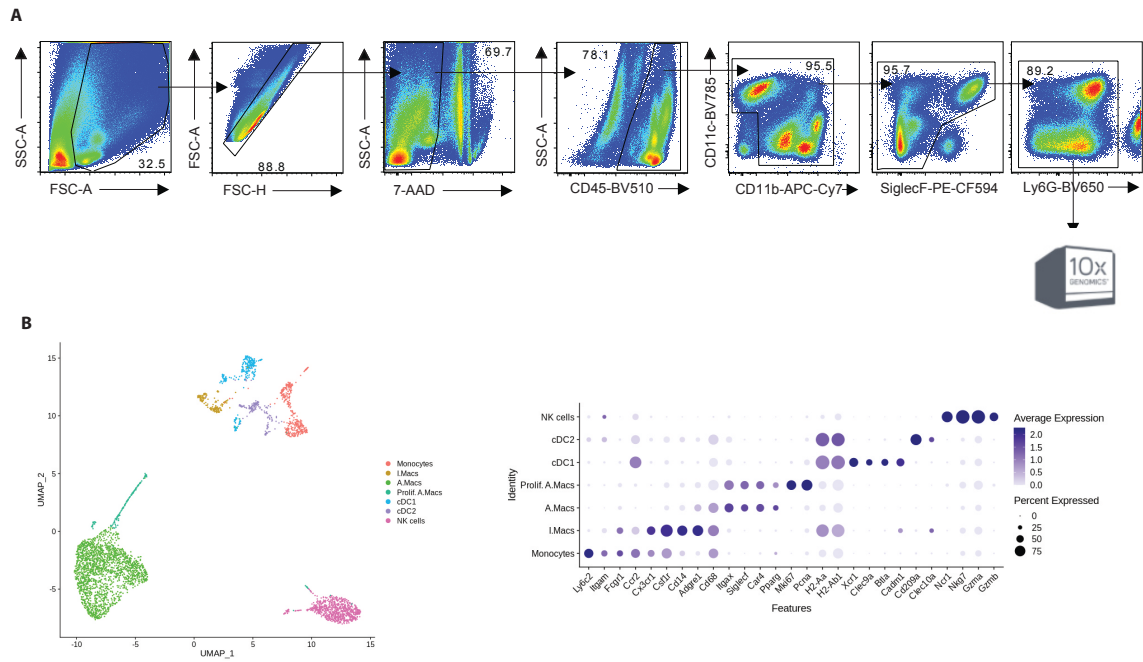 A
SSC-A
32.5
FSC-A
FSC-A
88.8
FSC-H
SSC-A
69.7
7-AAD
SSC-A
78.1
CD45-BV510
CD11c-BV785
95.5
CD11b-APC-Cy7
95.7
SiglecF-PE-CF594
89.2
Ly6G-BV650
10x
GENOMICS
B
UMAP_2
15
10
5
0
-5
-10
-5
0
5
10
15
UMAP_1
Monocytes
I.Macs
A.Macs
Prolif. A.Macs
cDC1
cDC2
NK cells
Identity
NK cells
cDC2
cDC1
Prolif. A.Macs
A.Macs
I.Macs
Monocytes
Ly6c2
Itgam
Fcgr1
Ccr2
Cx3cr1
Csf1r
Cd14
Adgre1
Cd68
Itgax
Siglecf
Car4
Pparg
Mki67
Pcna
H2-Aa
H2-Ab1
Xcr1
Clec9a
Btla
Cadm1
Cd209a
Clec10a
Ncr1
Nkg7
Gzma
Gzmb
Features
Average Expression
2.0
1.5
1.0
0.5
0.0
Percent Expressed
0
25
50
75